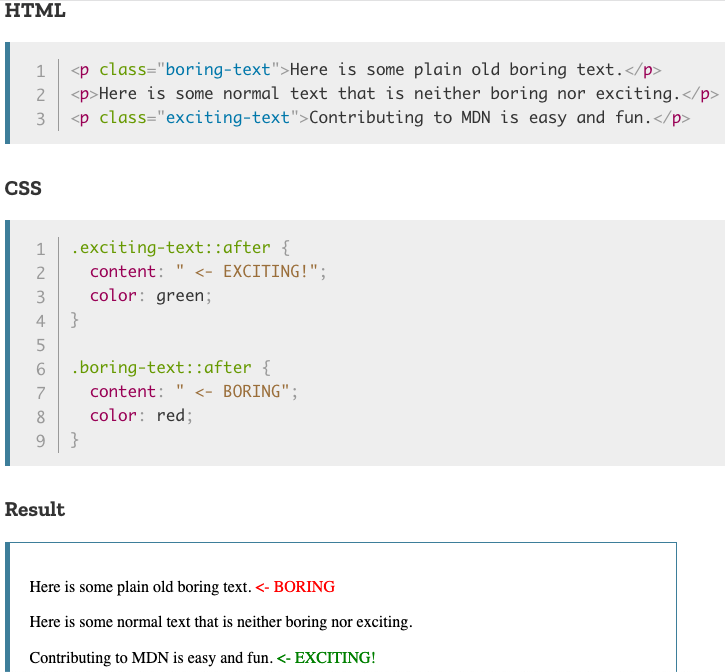 HTML
1 <p class="boring-text">Here is some plain old boring text.</p>
2 <p>Here is some normal text that is neither boring nor exciting.</p>
3 <p class="exciting-text">Contributing to MDN is easy and fun.</p>
CSS
1 .exciting-text::after {
2   content: " <- EXCITING!";
3   color: green;
4 }
5
6 .boring-text::after {
7   content: " <- BORING";
8   color: red;
9 }
Result
Here is some plain old boring text. <- BORING
Here is some normal text that is neither boring nor exciting.
Contributing to MDN is easy and fun. <- EXCITING!